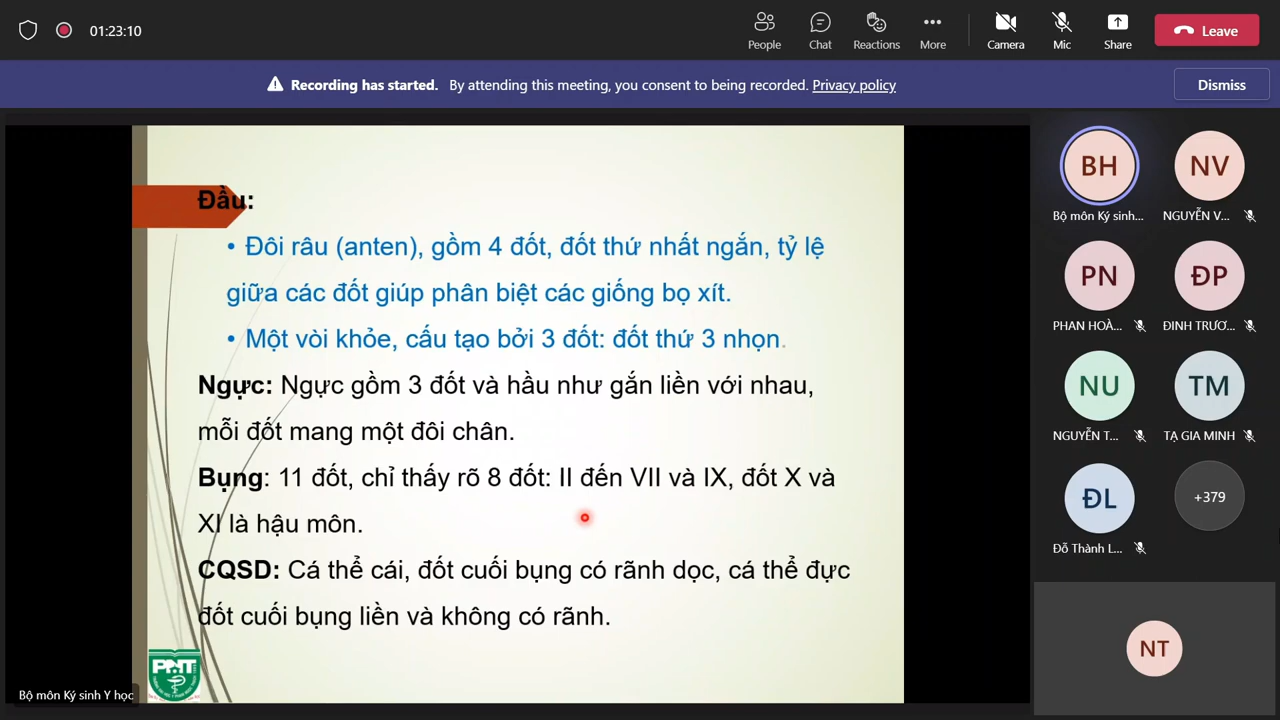 01:23:10
People
Chat
Reactions
More
Camera
Mic
Share
Leave
Recording has started. By attending this meeting, you consent to being recorded. Privacy policy
Dismiss
Đầu:
• Đôi râu (anten), gồm 4 đốt, đốt thứ nhất ngắn, tỷ lệ
giữa các đốt giúp phân biệt các giống bọ xít.
• Một vòi khỏe, cấu tạo bởi 3 đốt: đốt thứ 3 nhọn.
Ngực: Ngực gồm 3 đốt và hầu như gắn liền với nhau,
mỗi đốt mang một đôi chân.
Bụng: 11 đốt, chỉ thấy rõ 8 đốt: II đến VII và IX, đốt X và
XI là hậu môn.
CQSD: Cá thể cái, đốt cuối bụng có rãnh dọc, cá thể đực
đốt cuối bụng liền và không có rãnh.
PNT
Bộ môn Ký sinh Y học
BH
Bộ môn Ký sinh...
NV
NGUYỄN V...
PN
PHAN HOÀ...
ĐP
ĐINH TRƯƠ...
NU
NGUYỄN T...
TM
TẠ GIA MINH
ĐL
Đỗ Thành L...
+379
NT